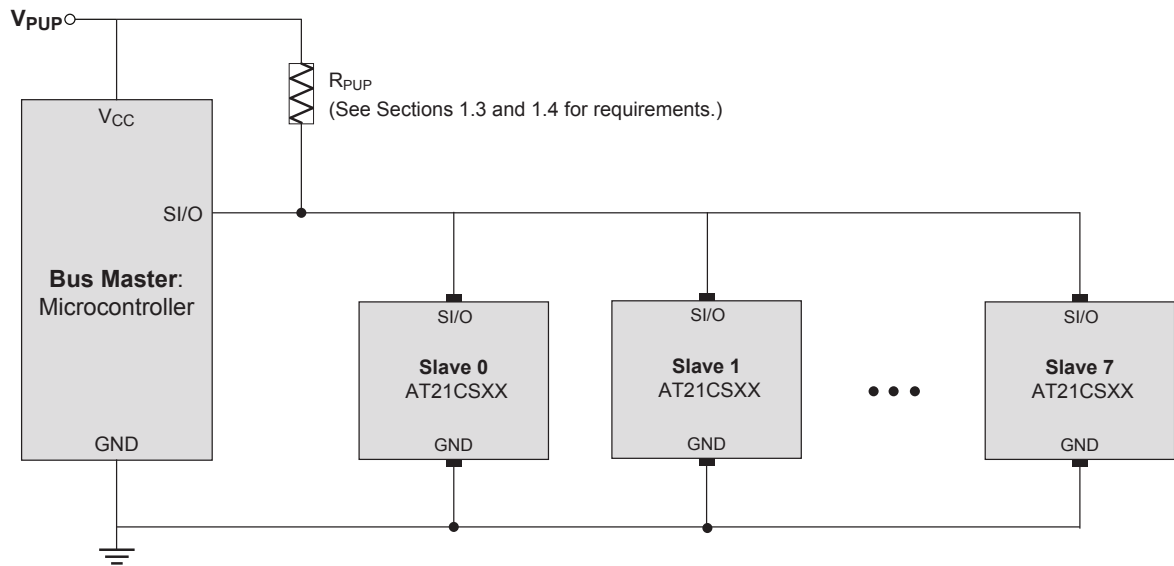 VPUP
RPUP
(See Sections 1.3 and 1.4 for requirements.)
VCC
SI/O
Bus Master:
Microcontroller
GND
SI/O
Slave 0
AT21CSXX
GND
SI/O
Slave 1
AT21CSXX
GND
SI/O
Slave 7
AT21CSXX
GND